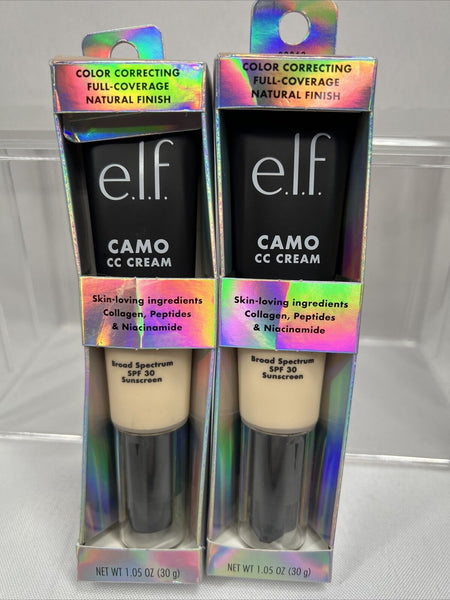 COLOR CORRECTING
FULL-COVERAGE
NATURAL FINISH
e.l.f.
CAMO
CC CREAM
Skin-loving ingredients
Collagen, Peptides
& Niacinamide
Broad Spectrum
SPF 30
Sunscreen
NET WT 1.05 OZ (30 g)
COLOR CORRECTING
FULL-COVERAGE
NATURAL FINISH
e.l.f.
CAMO
CC CREAM
Skin-loving ingredients
Collagen, Peptides
& Niacinamide
Broad Spectrum
SPF 30
Sunscreen
NET WT 1.05 OZ (30 g)